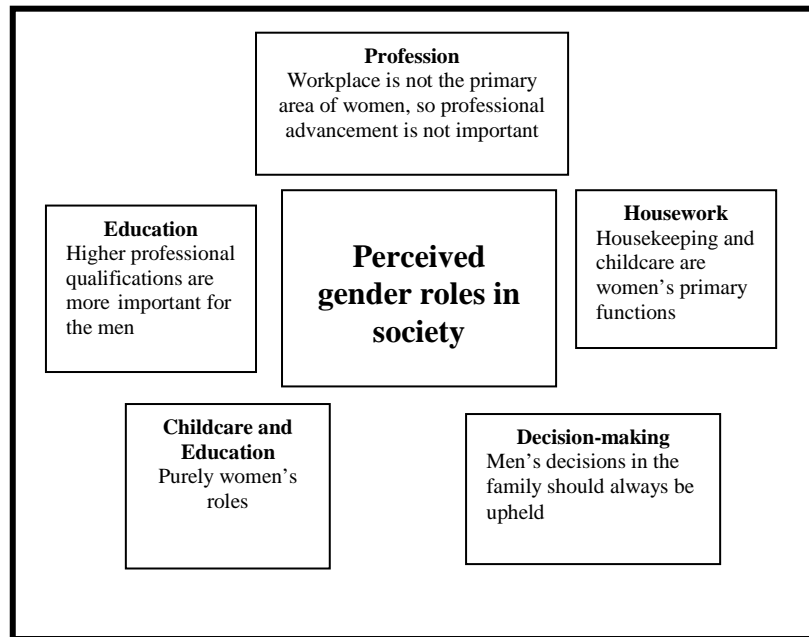 Profession
Workplace is not the primary
area of women, so professional
advancement is not important
Education
Higher professional
qualifications are
more important for
the men
Perceived
gender roles in
society
Housework
Housekeeping and
childcare are
women’s primary
functions
Childcare and
Education
Purely women’s
roles
Decision-making
Men’s decisions in the
family should always be
upheld